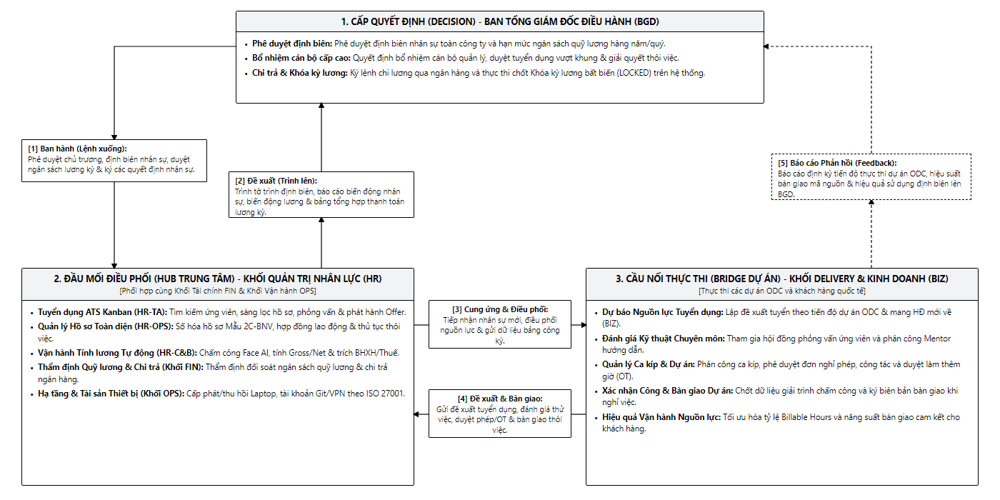 1. CẤP QUYẾT ĐỊNH (DECISION) - BAN TỔNG GIÁM ĐỐC ĐIỀU HÀNH (BGD)
• Phê duyệt định biên: Phê duyệt định biên nhân sự toàn công ty và hạn mức ngân sách quỹ lương hàng năm/quý.
• Bổ nhiệm cán bộ cấp cao: Quyết định bổ nhiệm cán bộ quản lý, duyệt tuyển dụng vượt khung & giải quyết thôi việc.
• Chi trả & Khóa kỳ lương: Ký lệnh chi lương qua ngân hàng và thực thi chốt Khóa kỳ lương bất biến (LOCKED) trên hệ thống.
[1] Ban hành (Lệnh xuống):
Phê duyệt chủ trương, định biên nhân sự, duyệt
ngân sách lương kỳ & ký các quyết định nhân sự.
[2] Đề xuất (Trình lên):
Trình tờ trình định biên, báo cáo biến động nhân
sự, biến động lương & bảng tổng hợp thanh toán
lương kỳ.
[5] Báo cáo Phản hồi (Feedback):
Báo cáo định kỳ tiến độ thực thi dự án ODC, hiệu suất
bàn giao mã nguồn & hiệu quả sử dụng định biên lên
BGD.
2. ĐẦU MỐI ĐIỀU PHỐI (HUB TRUNG TÂM) - KHỐI QUẢN TRỊ NHÂN LỰC (HR)
[Phối hợp cùng Khối Tài chính FIN & Khối Vận hành OPS]
• Tuyển dụng ATS Kanban (HR-TA): Tìm kiếm ứng viên, sàng lọc hồ sơ, phỏng vấn & phát hành Offer.
• Quản lý Hồ sơ Toàn diện (HR-OPS): Số hóa hồ sơ Mẫu 2C-BNV, hợp đồng lao động & thủ tục thôi
việc.
• Vận hành Tính lương Tự động (HR-C&B): Chấm công Face AI, tính Gross/Net & trích BHXH/Thuế.
• Thẩm định Quỹ lương & Chi trả (Khối FIN): Thẩm định đối soát ngân sách quỹ lương & chi trả
ngân hàng.
• Hạ tầng & Tài sản Thiết bị (Khối OPS): Cấp phát/thu hồi Laptop, tài khoản Git/VPN theo ISO 27001.
[3] Cung ứng & Điều phối:
Tiếp nhận nhân sự mới, điều phối
nguồn lực & gửi dữ liệu bảng công
kỳ.
[4] Đề xuất & Bàn giao:
Gửi đề xuất tuyển dụng, đánh giá thử
việc, duyệt phép/OT & bàn giao thôi
việc.
3. CẦU NỐI THỰC THI (BRIDGE DỰ ÁN) - KHỐI DELIVERY & KINH DOANH (BIZ)
[Thực thi các dự án ODC và khách hàng quốc tế]
• Dự báo Nguồn lực Tuyển dụng: Lập đề xuất tuyển theo tiến độ dự án ODC & mang HĐ mới về
(BIZ).
• Đánh giá Kỹ thuật Chuyên môn: Tham gia hội đồng phỏng vấn ứng viên và phân công Mentor
hướng dẫn.
• Quản lý Ca kíp & Dự án: Phân công ca kíp, phê duyệt đơn nghỉ phép, công tác và duyệt làm thêm
giờ (OT).
• Xác nhận Công & Bàn giao Dự án: Chốt dữ liệu giải trình chấm công và ký biên bản bàn giao khi
nghỉ việc.
• Hiệu quả Vận hành Nguồn lực: Tối ưu hóa tỷ lệ Billable Hours và năng suất bàn giao cam kết cho
khách hàng.